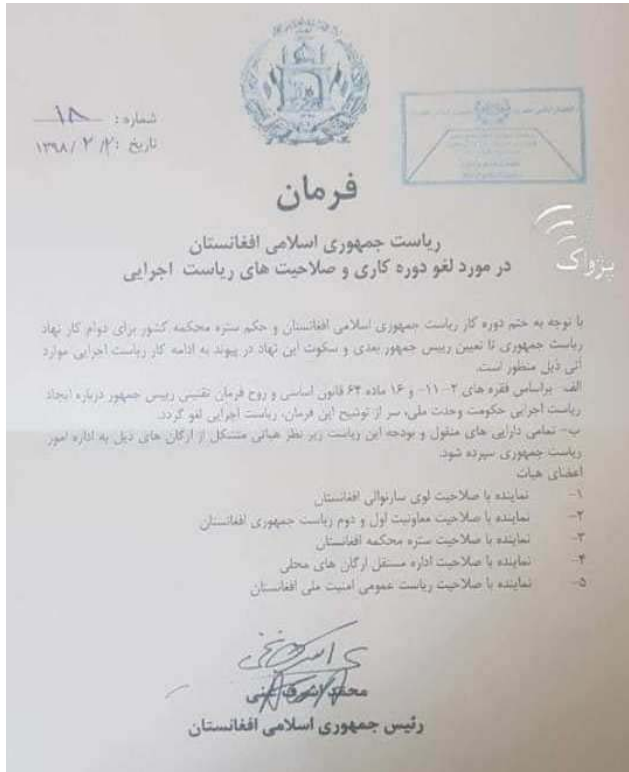 شماره: ۱۸
تاریخ: ۲/۲/ ۱۳۹۸
فرمان
ریاست جمهوری اسلامی افغانستان
در مورد لغو دوره کاری و صلاحیت های ریاست اجرایی
پژواک
با توجه به ختم دوره کار ریاست جمهوری اسلامی افغانستان و حکم ستره محکمه کشور برای دوام کار نهاد
ریاست جمهوری تا تعیین رییس جمهور بعدی و سکوت این نهاد در پیوند به ادامه کار ریاست اجرایی موارد
آتی ذیل منظور است.
الف- براساس فقره های ۲- ۱۱- و ۱۶ ماده ۶۴ قانون اساسی و روح فرمان تقنینی رییس جمهور درباره ایجاد
ریاست اجرایی حکومت وحدت ملی، سر از توشیح این فرمان، ریاست اجرایی لغو گردد.
ب- تمامی دارایی های منقول و بودجه این ریاست زیر نظر هیاتی متشکل از ارگان های ذیل به اداره امور
ریاست جمهوری سپرده شود.
اعضای هیات
۱- نماینده با صلاحیت لوی سارنوالی افغانستان
۲- نماینده با صلاحیت معاونیت اول و دوم ریاست جمهوری افغانستان
۳- نماینده با صلاحیت ستره محکمه افغانستان
۴- نماینده با صلاحیت اداره مستقل ارگان های محلی
۵- نماینده با صلاحیت ریاست عمومی امنیت ملی افغانستان
محمد اشرف غنی
رئیس جمهوری اسلامی افغانستان